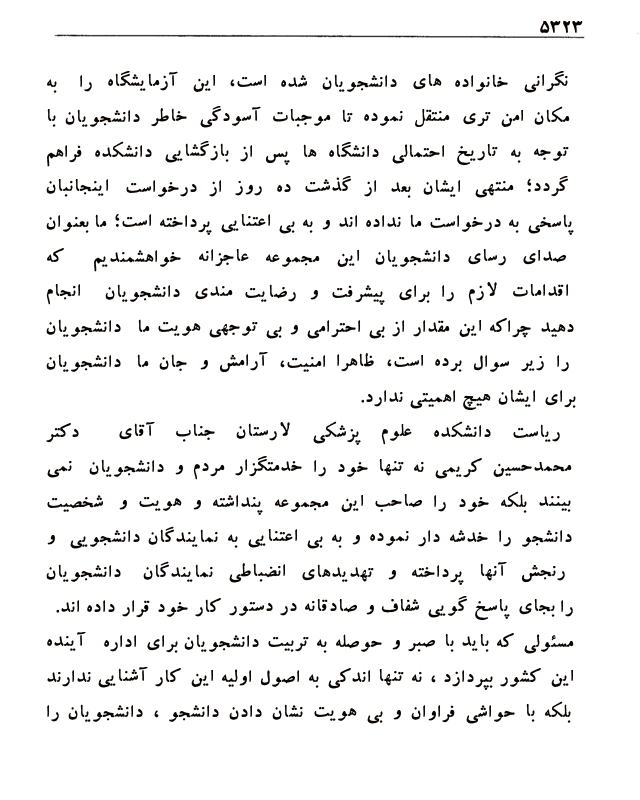 ۵۳۲۳
نگرانی خانواده های دانشجویان شده است، این آزمایشگاه را به
مکان امن تری منتقل نموده تا موجبات آسودگی خاطر دانشجویان با
توجه به تاریخ احتمالی دانشگاه ها پس از بازگشایی دانشکده فراهم
گردد؛ منتهی ایشان بعد از گذشت ده روز از درخواست اینجانبان
پاسخی به درخواست ما نداده اند و به بی اعتنایی پرداخته است؛ ما بعنوان
صدای رسای دانشجویان این مجموعه عاجزانه خواهشمندیم که
اقدامات لازم را برای پیشرفت و رضایت مندی دانشجویان انجام
دهید چراکه این مقدار از بی احترامی و بی توجهی هویت ما دانشجویان
را زیر سوال برده است، ظاهرا امنیت، آرامش و جان ما دانشجویان
برای ایشان هیچ اهمیتی ندارد.
ریاست دانشکده علوم پزشکی لارستان جناب آقای دکتر
محمدحسین کریمی نه تنها خود را خدمتگزار مردم و دانشجویان نمی
بینند بلکه خود را صاحب این مجموعه پنداشته و هویت و شخصیت
دانشجو را خدشه دار نموده و به بی اعتنایی به نمایندگان دانشجویی و
رنجش آنها پرداخته و تهدیدهای انضباطی نمایندگان دانشجویان
را بجای پاسخ گویی شفاف و صادقانه در دستور کار خود قرار داده اند.
مسئولی که باید با صبر و حوصله به تربیت دانشجویان برای اداره آینده
این کشور بپردازد ، نه تنها اندکی به اصول اولیه این کار آشنایی ندارند
بلکه با حواشی فراوان و بی هویت نشان دادن دانشجو ، دانشجویان را